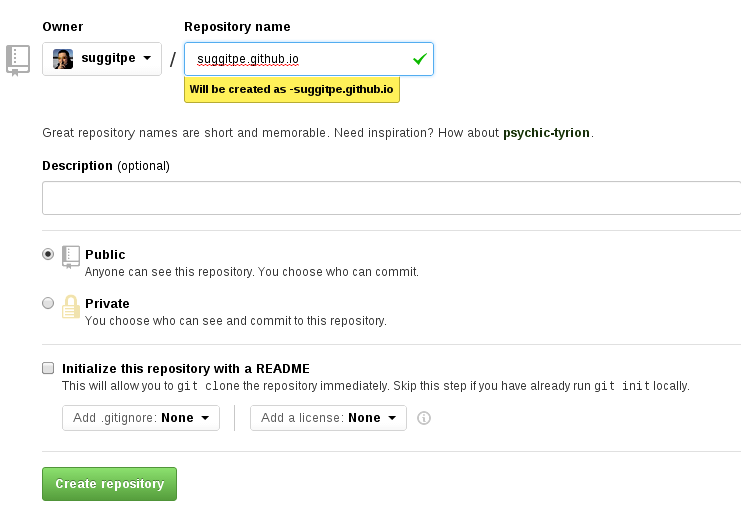 Owner Repository name
suggitpe / suggitpe.github.io
Will be created as -suggitpe.github.io
Great repository names are short and memorable. Need inspiration? How about psychic-tyrion.
Description (optional)
Public
Anyone can see this repository. You choose who can commit.
Private
You choose who can see and commit to this repository.
Initialize this repository with a README
This will allow you to git clone the repository immediately. Skip this step if you have already run git init locally.
Add .gitignore: None Add a license: None
Create repository